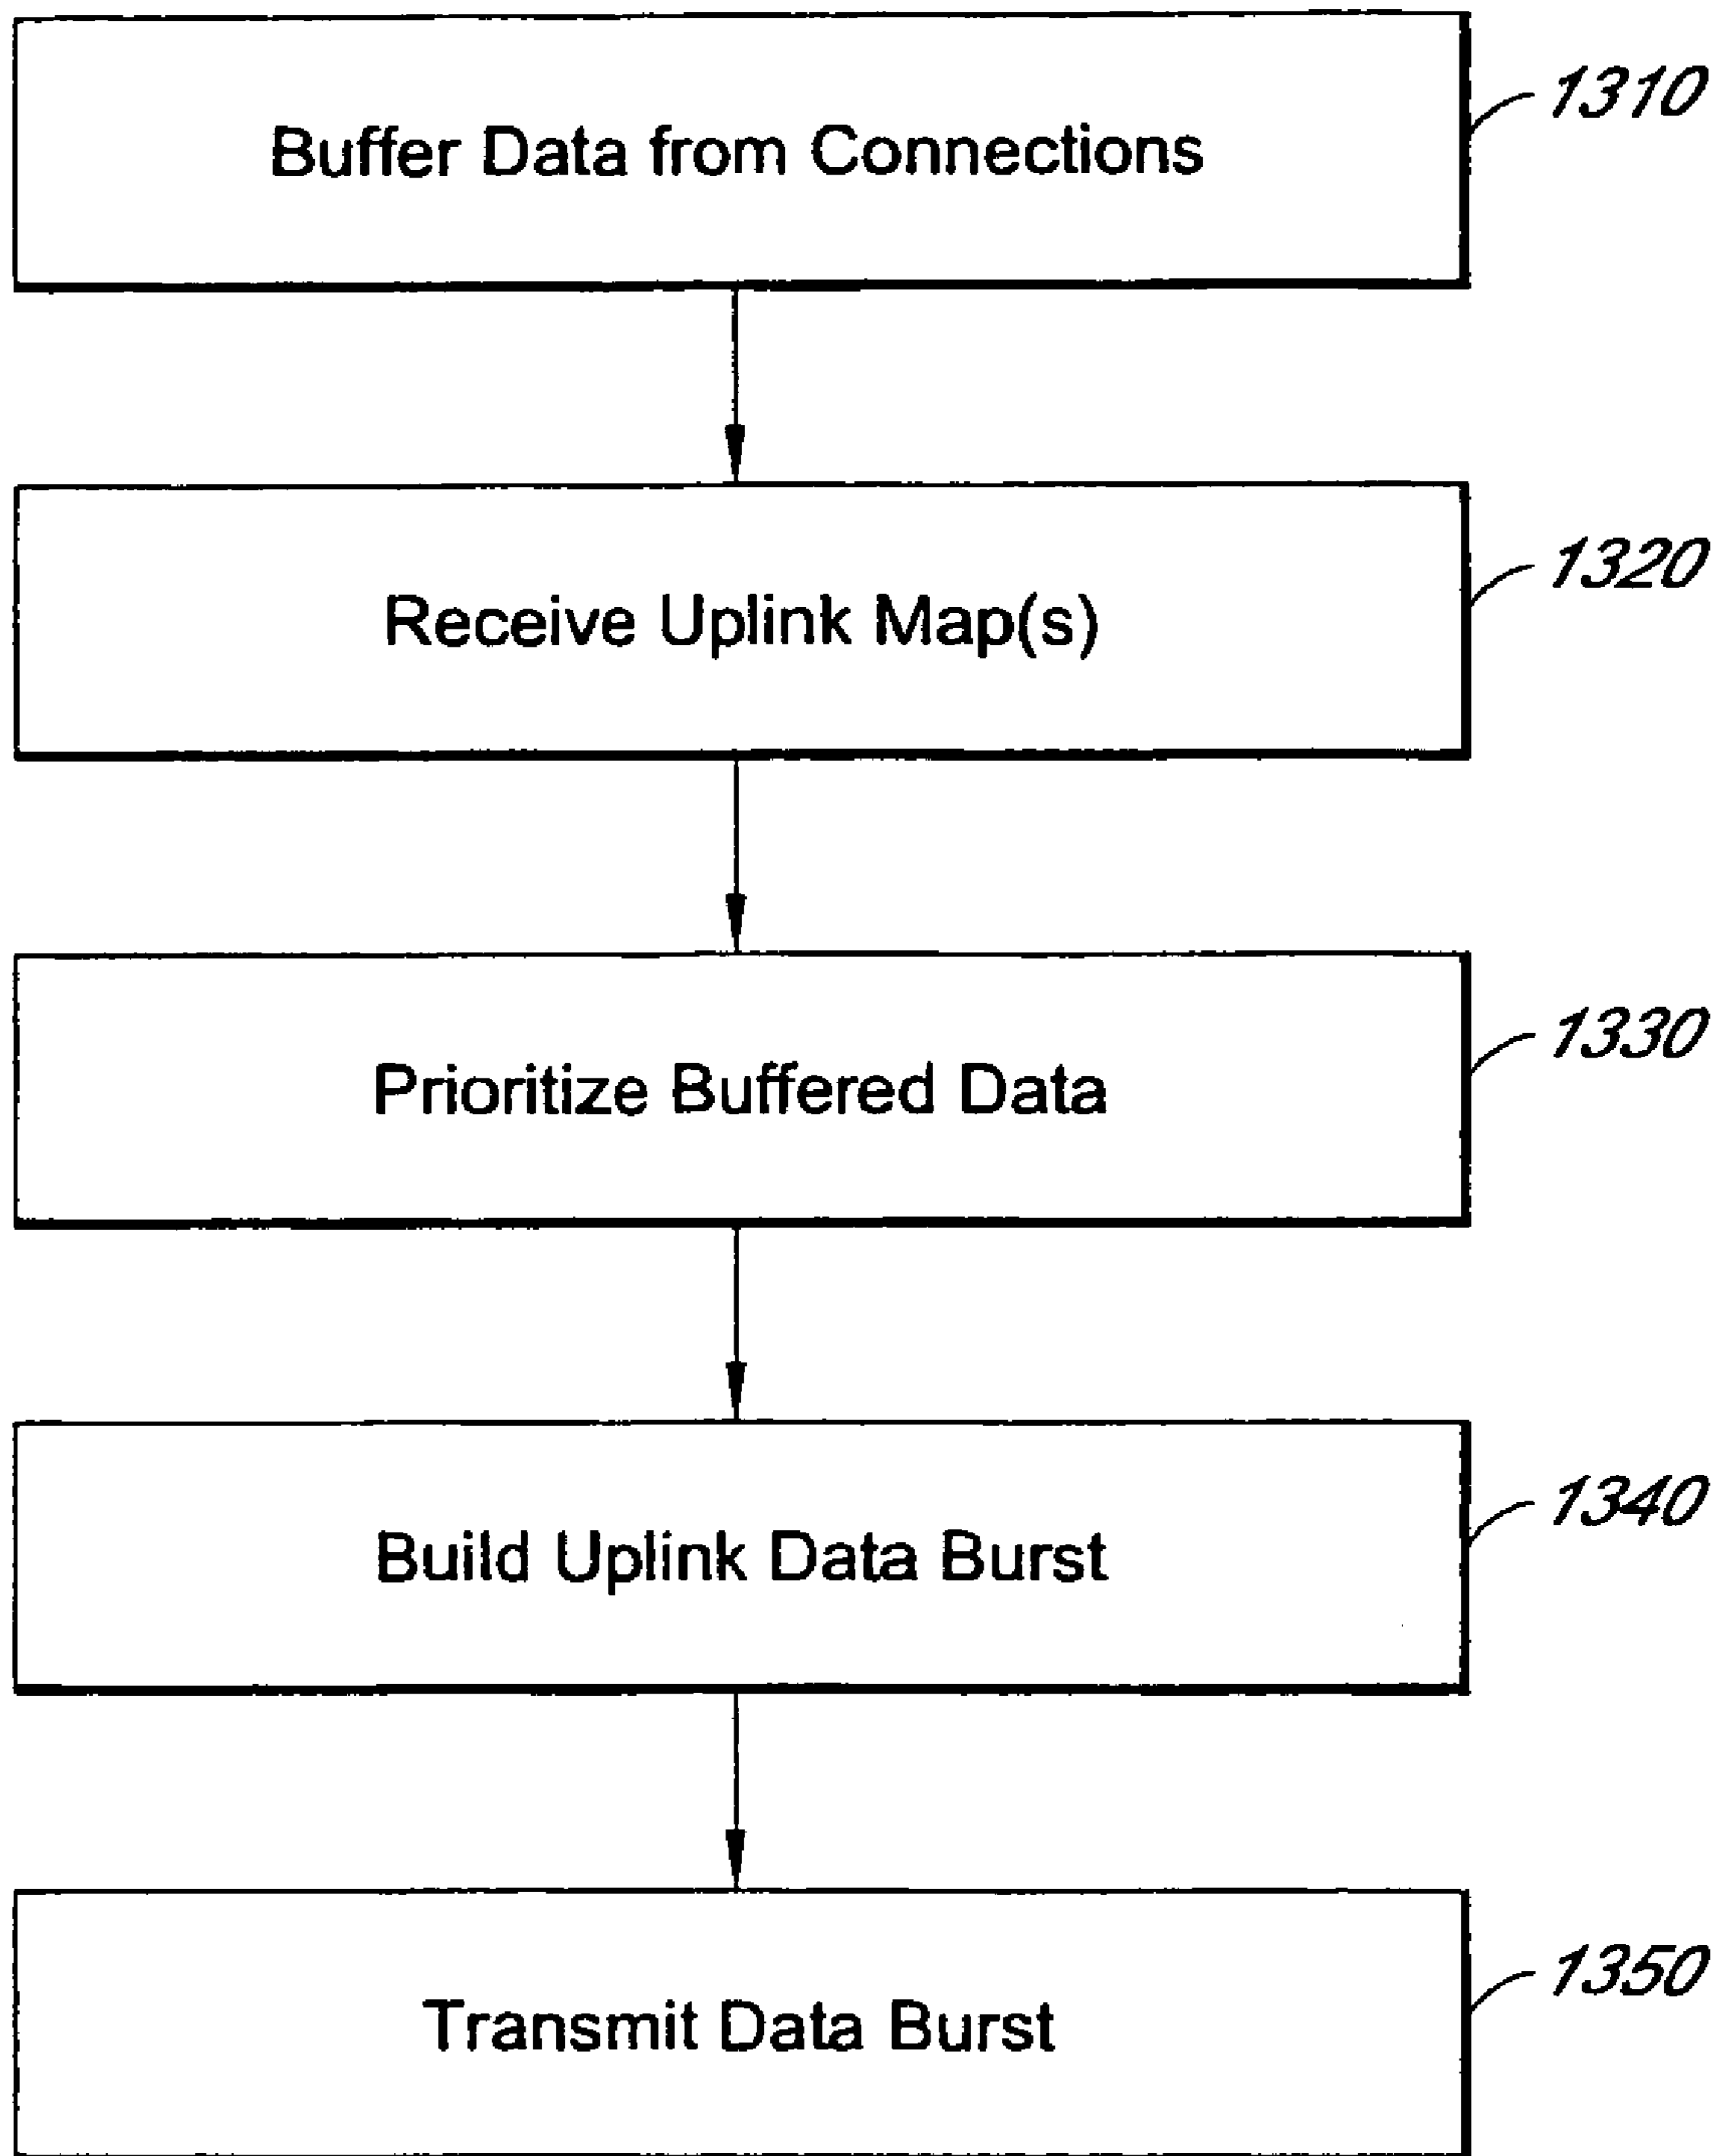 Buffer Data from Connections
1310
Receive Uplink Map(s)
1320
Prioritize Buffered Data
1330
Build Uplink Data Burst
1340
Transmit Data Burst
1350